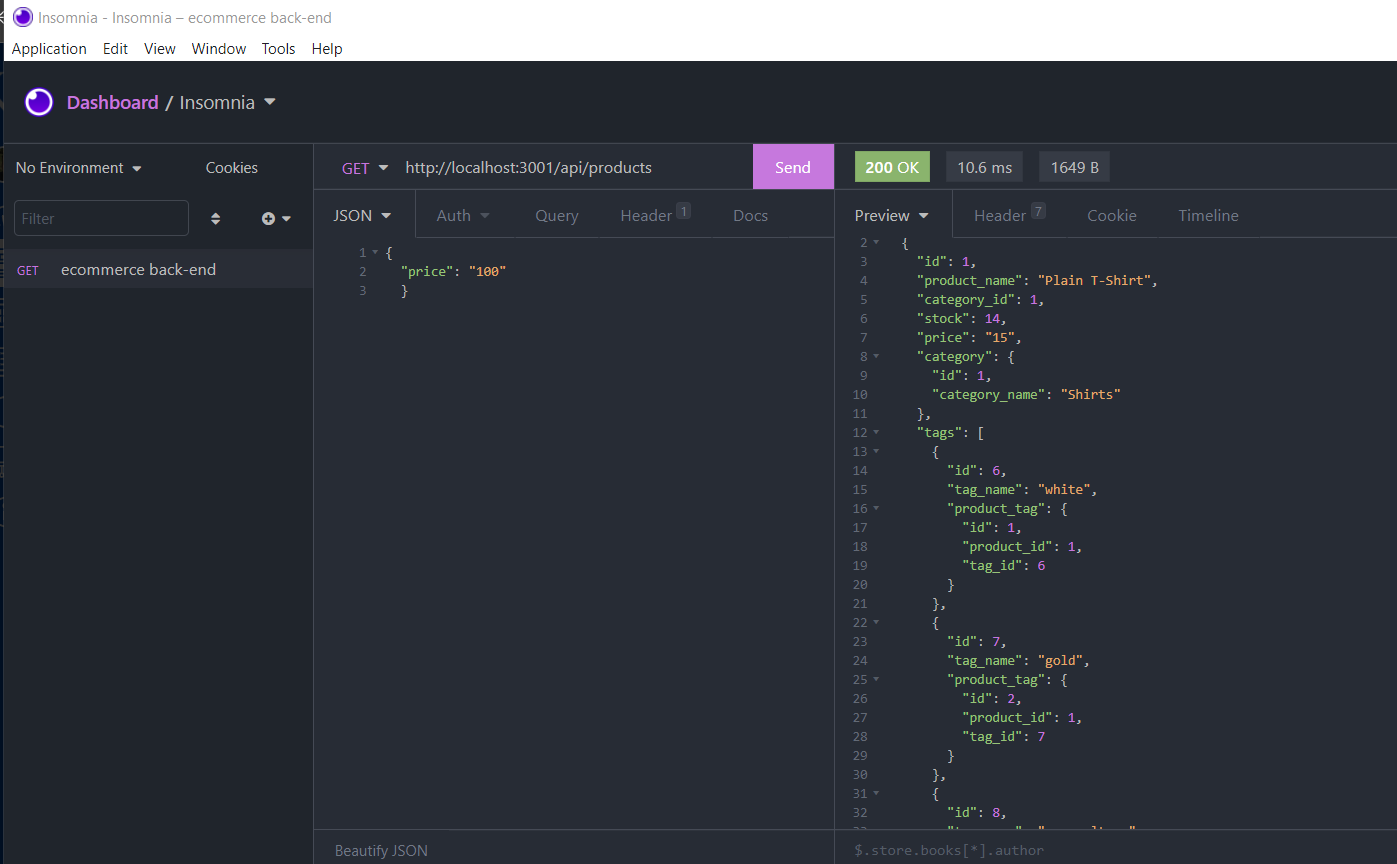 Insomnia - Insomnia – ecommerce back-end
Application Edit View Window Tools Help
Dashboard / Insomnia
No Environment Cookies
Filter
GET ecommerce back-end
GET http://localhost:3001/api/products Send
JSON Auth Query Header 1 Docs
1 {
2 "price": "100"
3 }
Beautify JSON
200 OK 10.6 ms 1649 B
Preview Header 7 Cookie Timeline
2 {
3 "id": 1,
4 "product_name": "Plain T-Shirt",
5 "category_id": 1,
6 "stock": 14,
7 "price": "15",
8 "category": {
9 "id": 1,
10 "category_name": "Shirts"
11 },
12 "tags": [
13 {
14 "id": 6,
15 "tag_name": "white",
16 "product_tag": {
17 "id": 1,
18 "product_id": 1,
19 "tag_id": 6
20 }
21 },
22 {
23 "id": 7,
24 "tag_name": "gold",
25 "product_tag": {
26 "id": 2,
27 "product_id": 1,
28 "tag_id": 7
29 }
30 },
31 {
32 "id": 8,
$.store.books[*].author